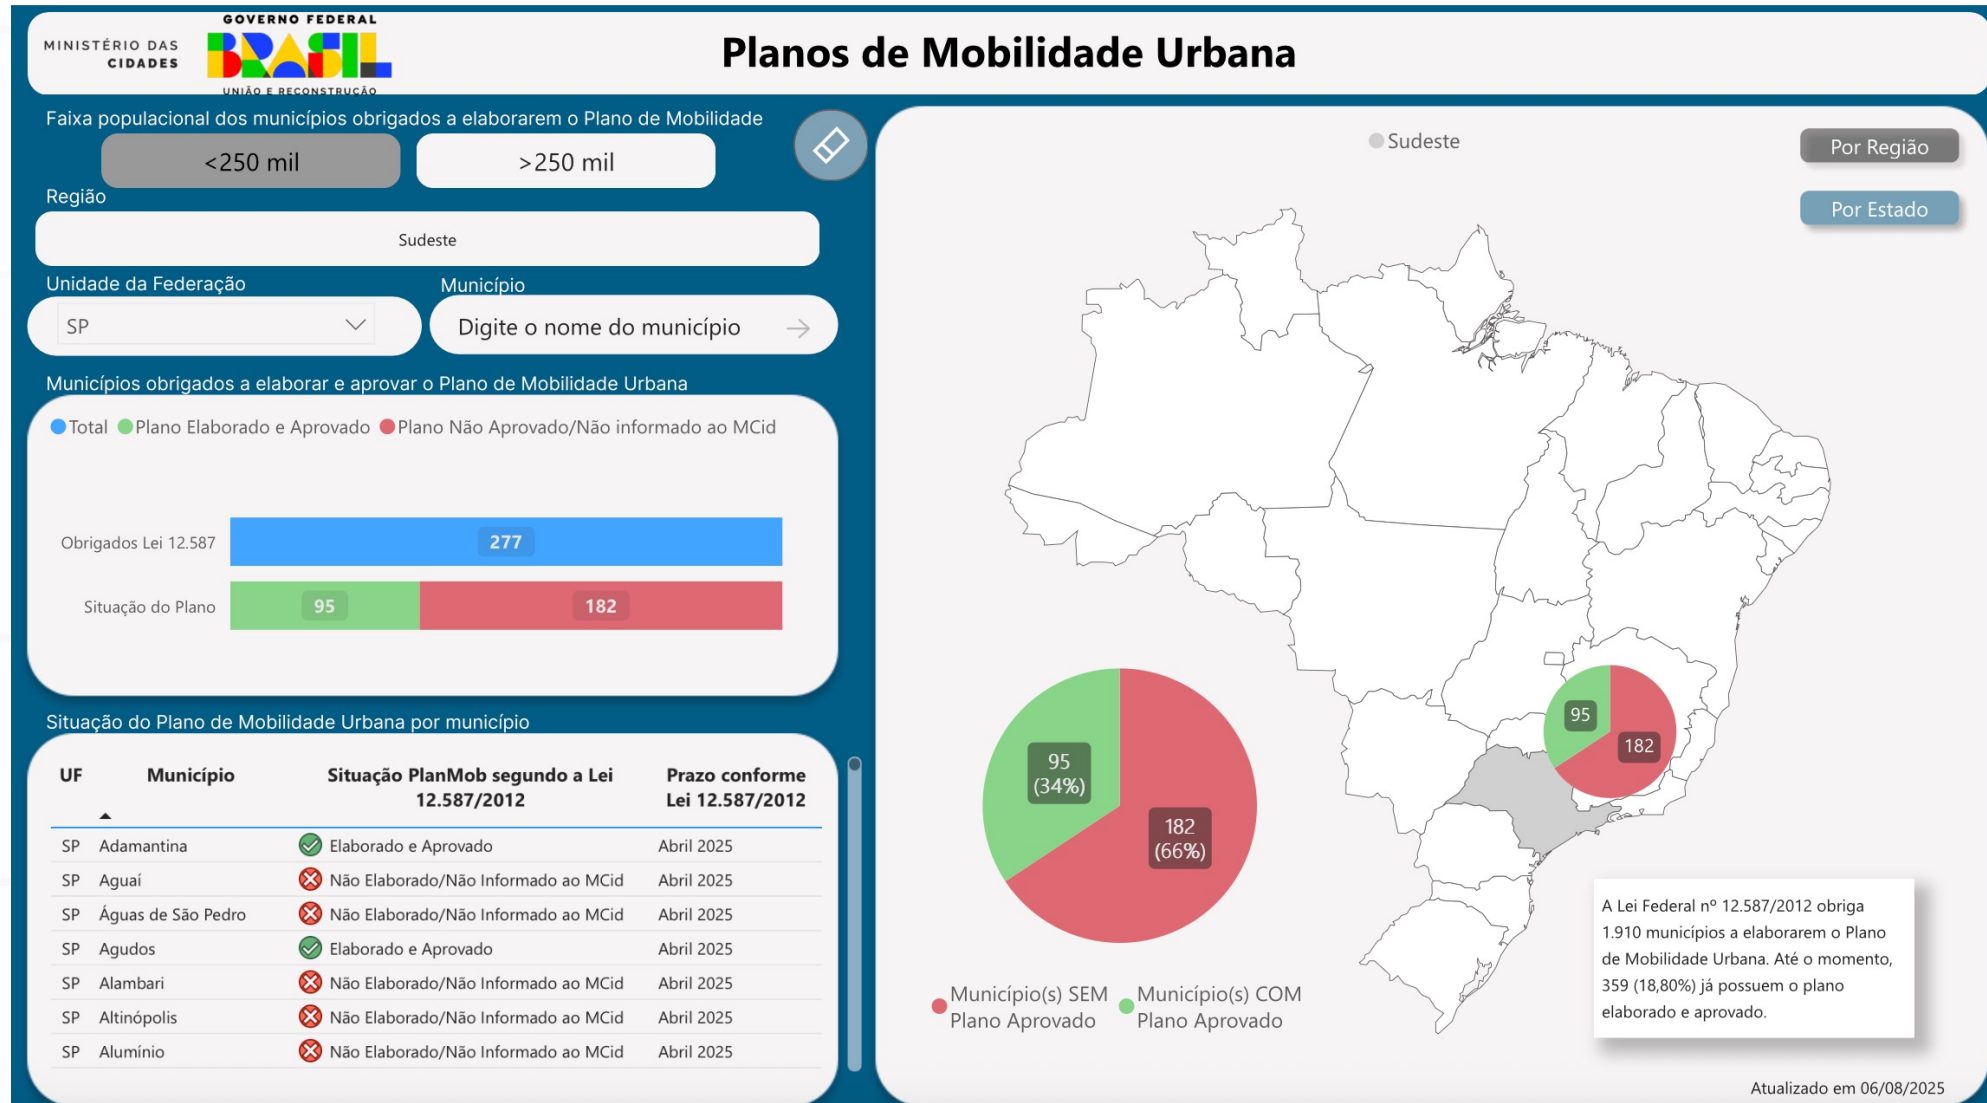 MINISTÉRIO DAS
CIDADES
GOVERNO FEDERAL
BRASIL
UNIÃO E RECONSTRUÇÃO
Planos de Mobilidade Urbana
Faixa populacional dos municípios obrigados a elaborarem o Plano de Mobilidade
<250 mil
>250 mil
Região
Sudeste
Unidade da Federação
SP
Município
Digite o nome do município
Municípios obrigados a elaborar e aprovar o Plano de Mobilidade Urbana
Total Plano Elaborado e Aprovado Plano Não Aprovado/Não informado ao MCid
Obrigados Lei 12.587 277
Situação do Plano 95 182
Situação do Plano de Mobilidade Urbana por município
UF Município Situação PlanMob segundo a Lei 12.587/2012 Prazo conforme Lei 12.587/2012
SP Adamantina Elaborado e Aprovado Abril 2025
SP Aguaí Não Elaborado/Não Informado ao MCid Abril 2025
SP Águas de São Pedro Não Elaborado/Não Informado ao MCid Abril 2025
SP Agudos Elaborado e Aprovado Abril 2025
SP Alambari Não Elaborado/Não Informado ao MCid Abril 2025
SP Altinópolis Não Elaborado/Não Informado ao MCid Abril 2025
SP Alumínio Não Elaborado/Não Informado ao MCid Abril 2025
Sudeste
Por Região
Por Estado
95
182
95
(34%)
182
(66%)
Município(s) SEM
Plano Aprovado
Município(s) COM
Plano Aprovado
A Lei Federal nº 12.587/2012 obriga
1.910 municípios a elaborarem o Plano
de Mobilidade Urbana. Até o momento,
359 (18,80%) já possuem o plano
elaborado e aprovado.
Atualizado em 06/08/2025